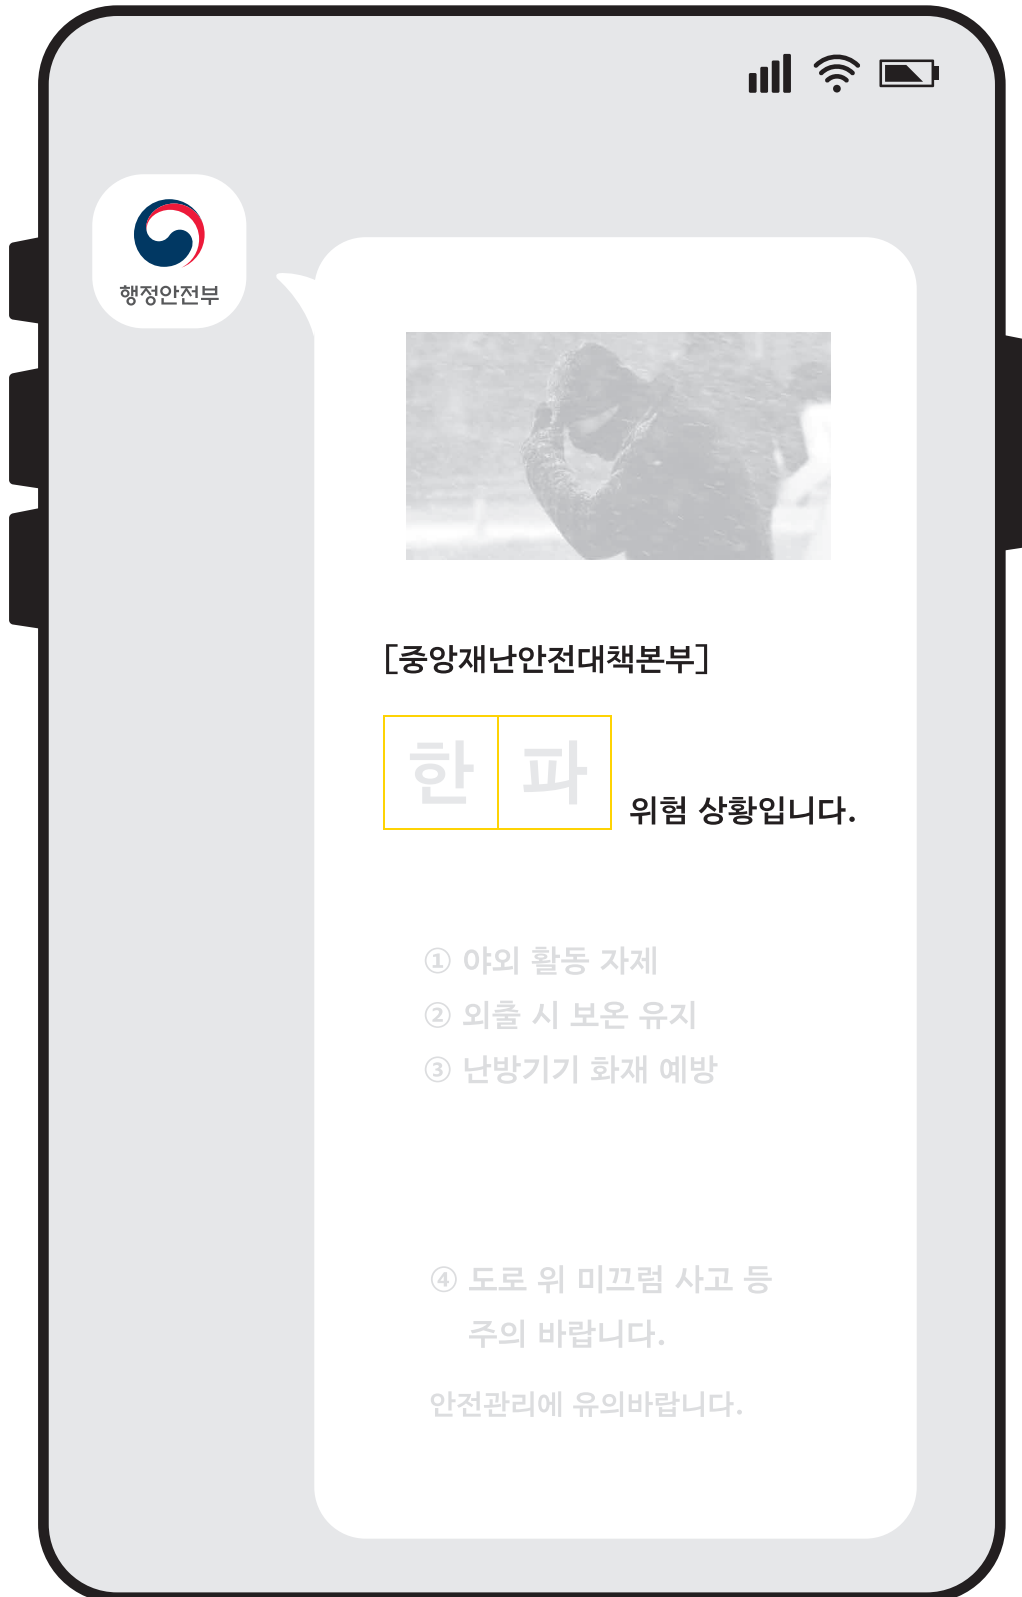 행정안전부
[중앙재난안전대책본부]
한파 위험 상황입니다.
① 야외 활동 자제
② 외출 시 보온 유지
③ 난방기기 화재 예방
④ 도로 위 미끄럼 사고 등
주의 바랍니다.
안전관리에 유의바랍니다.